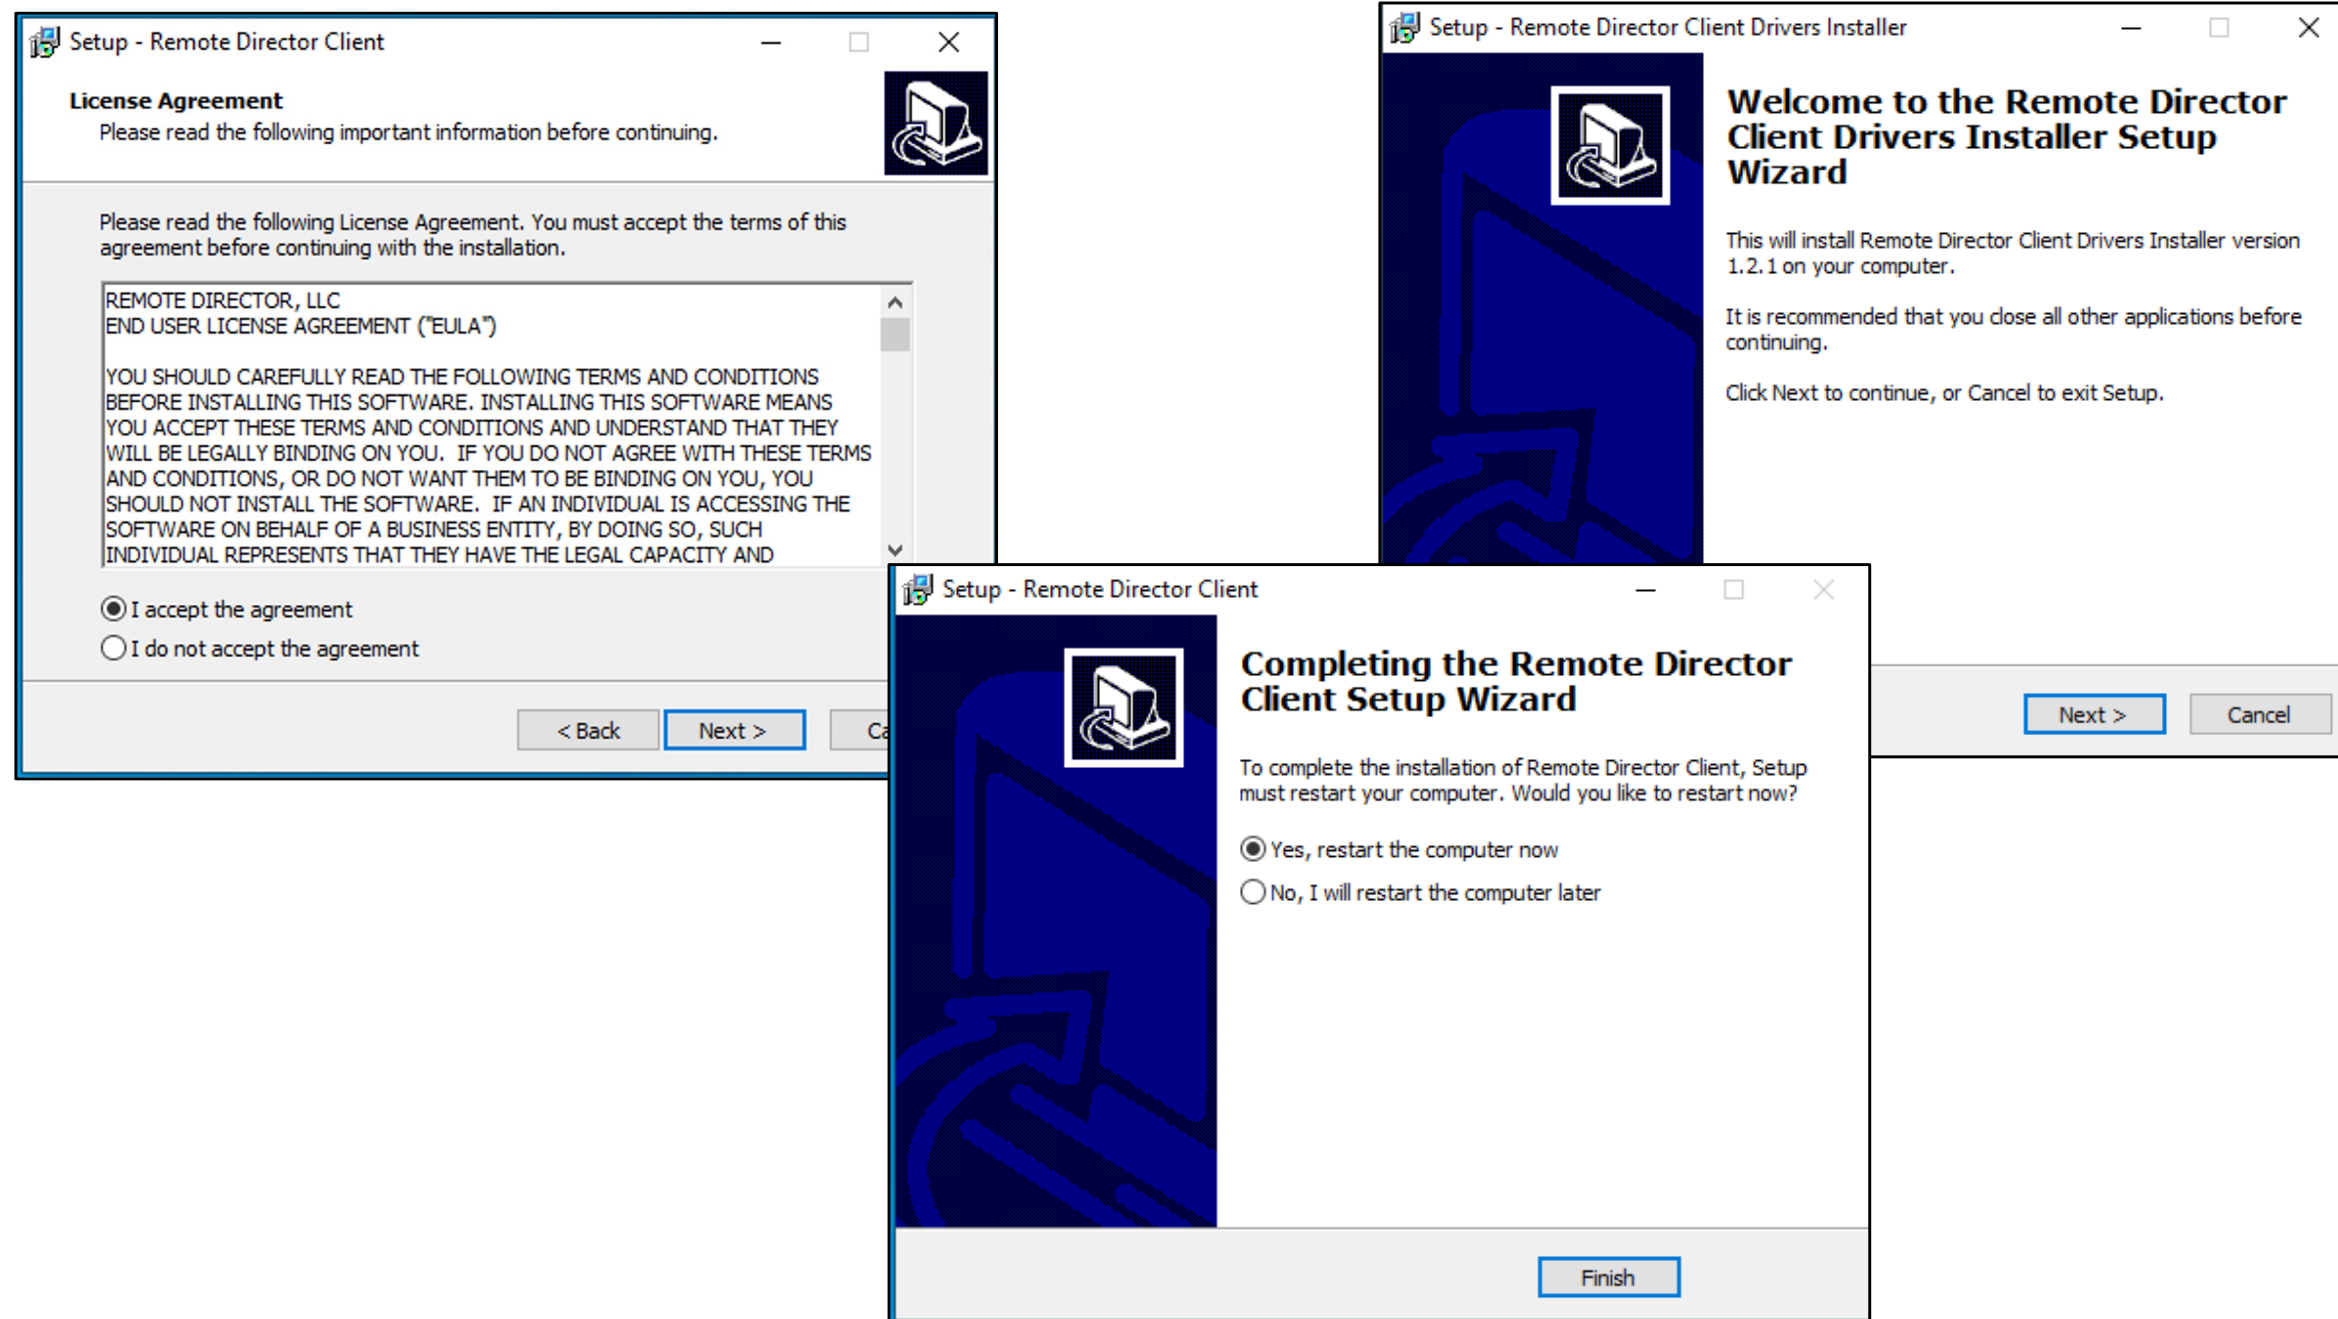 Setup - Remote Director Client
License Agreement
Please read the following important information before continuing.
Please read the following License Agreement. You must accept the terms of this
agreement before continuing with the installation.
REMOTE DIRECTOR, LLC
END USER LICENSE AGREEMENT ("EULA")
YOU SHOULD CAREFULLY READ THE FOLLOWING TERMS AND CONDITIONS
BEFORE INSTALLING THIS SOFTWARE. INSTALLING THIS SOFTWARE MEANS
YOU ACCEPT THESE TERMS AND CONDITIONS AND UNDERSTAND THAT THEY
WILL BE LEGALLY BINDING ON YOU.  IF YOU DO NOT AGREE WITH THESE TERMS
AND CONDITIONS, OR DO NOT WANT THEM TO BE BINDING ON YOU, YOU
SHOULD NOT INSTALL THE SOFTWARE.  IF AN INDIVIDUAL IS ACCESSING THE
SOFTWARE ON BEHALF OF A BUSINESS ENTITY, BY DOING SO, SUCH
INDIVIDUAL REPRESENTS THAT THEY HAVE THE LEGAL CAPACITY AND
I accept the agreement
I do not accept the agreement
< Back
Next >
Ca
Setup - Remote Director Client Drivers Installer
Welcome to the Remote Director
Client Drivers Installer Setup
Wizard
This will install Remote Director Client Drivers Installer version
1.2.1 on your computer.
It is recommended that you close all other applications before
continuing.
Click Next to continue, or Cancel to exit Setup.
Next >
Cancel
Setup - Remote Director Client
Completing the Remote Director
Client Setup Wizard
To complete the installation of Remote Director Client, Setup
must restart your computer. Would you like to restart now?
Yes, restart the computer now
No, I will restart the computer later
Finish